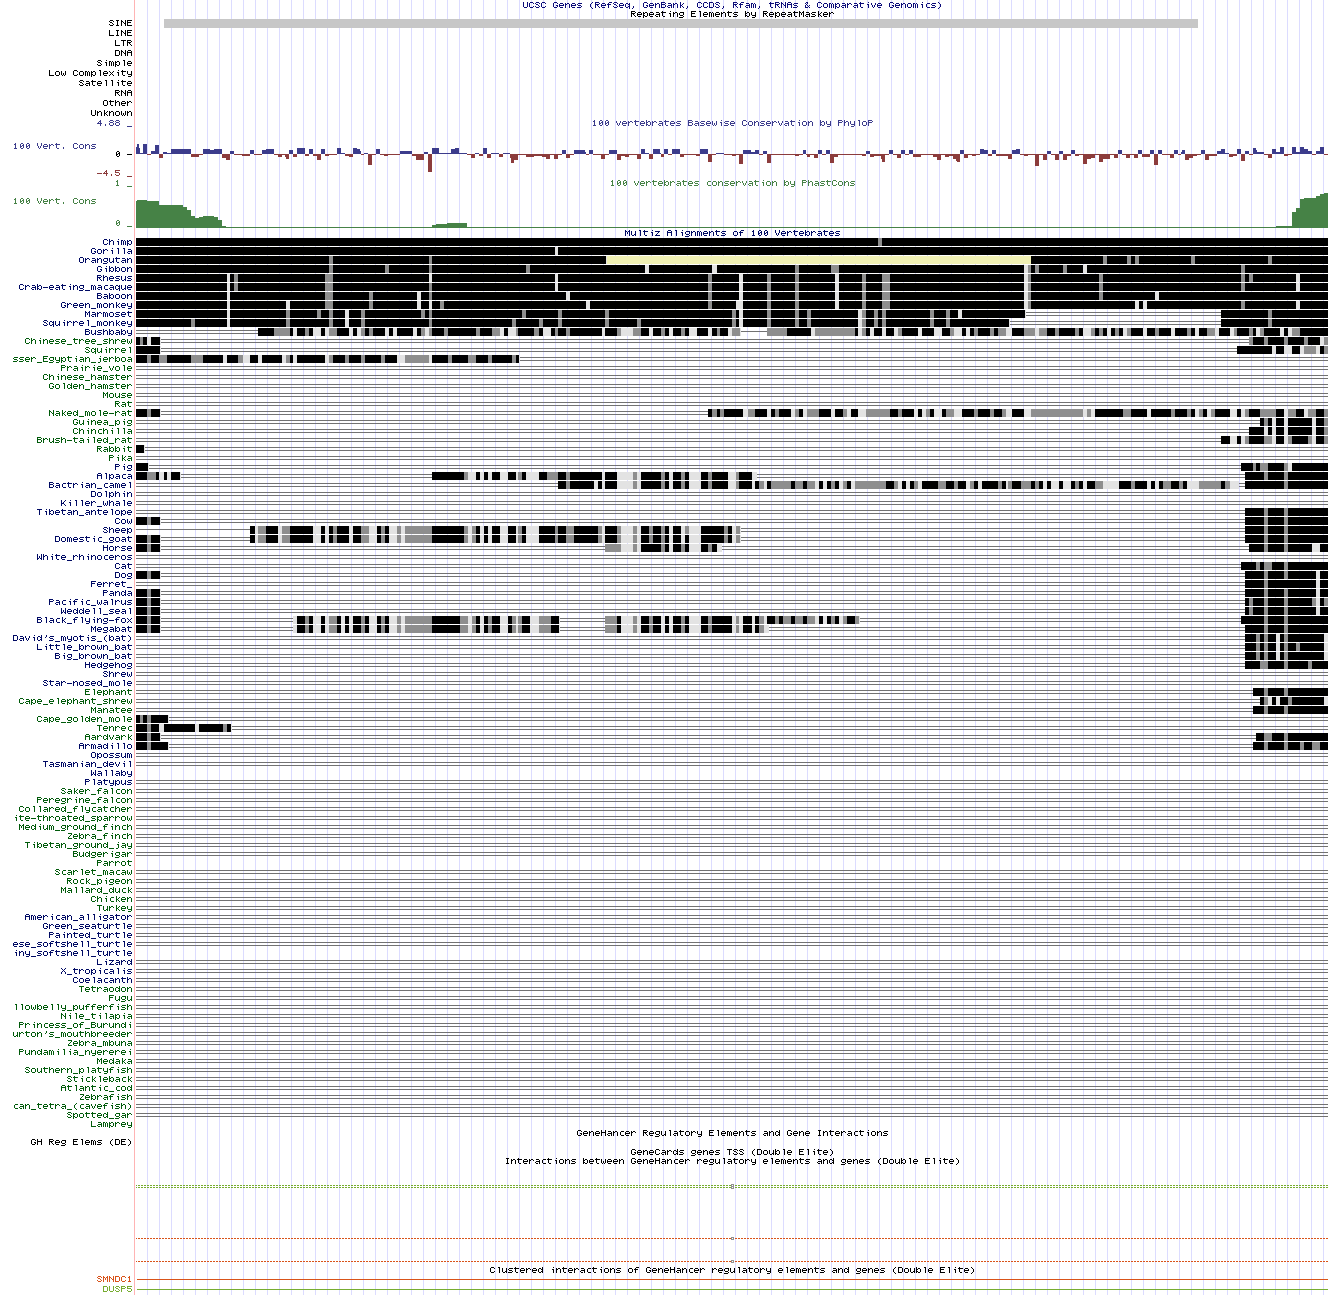 UCSC Genes (RefSeq, GenBank, CCDS, Rfam, tRNAs & Comparative Genomics)
Repeating Elements by RepeatMasker
SINE
LINE
LTR
DNA
Simple
Low Complexity
Satellite
RNA
Other
Unknown
4.88 _
100 vertebrates Basewise Conservation by PhyloP
100 Vert. Cons
0 _
-4.5 _
1 _
100 vertebrates conservation by PhastCons
100 Vert. Cons
0 _
Multiz Alignments of 100 Vertebrates
Chimp
Gorilla
Orangutan
Gibbon
Rhesus
Crab-eating_macaque
Baboon
Green_monkey
Marmoset
Squirrel_monkey
Bushbaby
Chinese_tree_shrew
Squirrel
sser_Egyptian_jerboa
Prairie_vole
Chinese_hamster
Golden_hamster
Mouse
Rat
Naked_mole-rat
Guinea_pig
Chinchilla
Brush-tailed_rat
Rabbit
Pika
Pig
Alpaca
Bactrian_camel
Dolphin
Killer_whale
Tibetan_antelope
Cow
Sheep
Domestic_goat
Horse
White_rhinoceros
Cat
Dog
Ferret_
Panda
Pacific_walrus
Weddell_seal
Black_flying-fox
Megabat
David's_myotis_(bat)
Little_brown_bat
Big_brown_bat
Hedgehog
Shrew
Star-nosed_mole
Elephant
Cape_elephant_shrew
Manatee
Cape_golden_mole
Tenrec
Aardvark
Armadillo
Opossum
Tasmanian_devil
Wallaby
Platypus
Saker_falcon
Peregrine_falcon
Collared_flycatcher
ite-throated_sparrow
Medium_ground_finch
Zebra_finch
Tibetan_ground_jay
Budgerigar
Parrot
Scarlet_macaw
Rock_pigeon
Mallard_duck
Chicken
Turkey
American_alligator
Green_seaturtle
Painted_turtle
ese_softshell_turtle
iny_softshell_turtle
Lizard
X_tropicalis
Coelacanth
Tetraodon
Fugu
llowbelly_pufferfish
Nile_tilapia
Princess_of_Burundi
urton's_mouthbreeder
Zebra_mbuna
Pundamilia_nyererei
Medaka
Southern_platyfish
Stickleback
Atlantic_cod
Zebrafish
can_tetra_(cavefish)
Spotted_gar
Lamprey
GeneHancer Regulatory Elements and Gene Interactions
GH Reg Elems (DE)
GeneCards genes TSS (Double Elite)
Interactions between GeneHancer regulatory elements and genes (Double Elite)
Clustered interactions of GeneHancer regulatory elements and genes (Double Elite)
SMNDC1
DUSP5